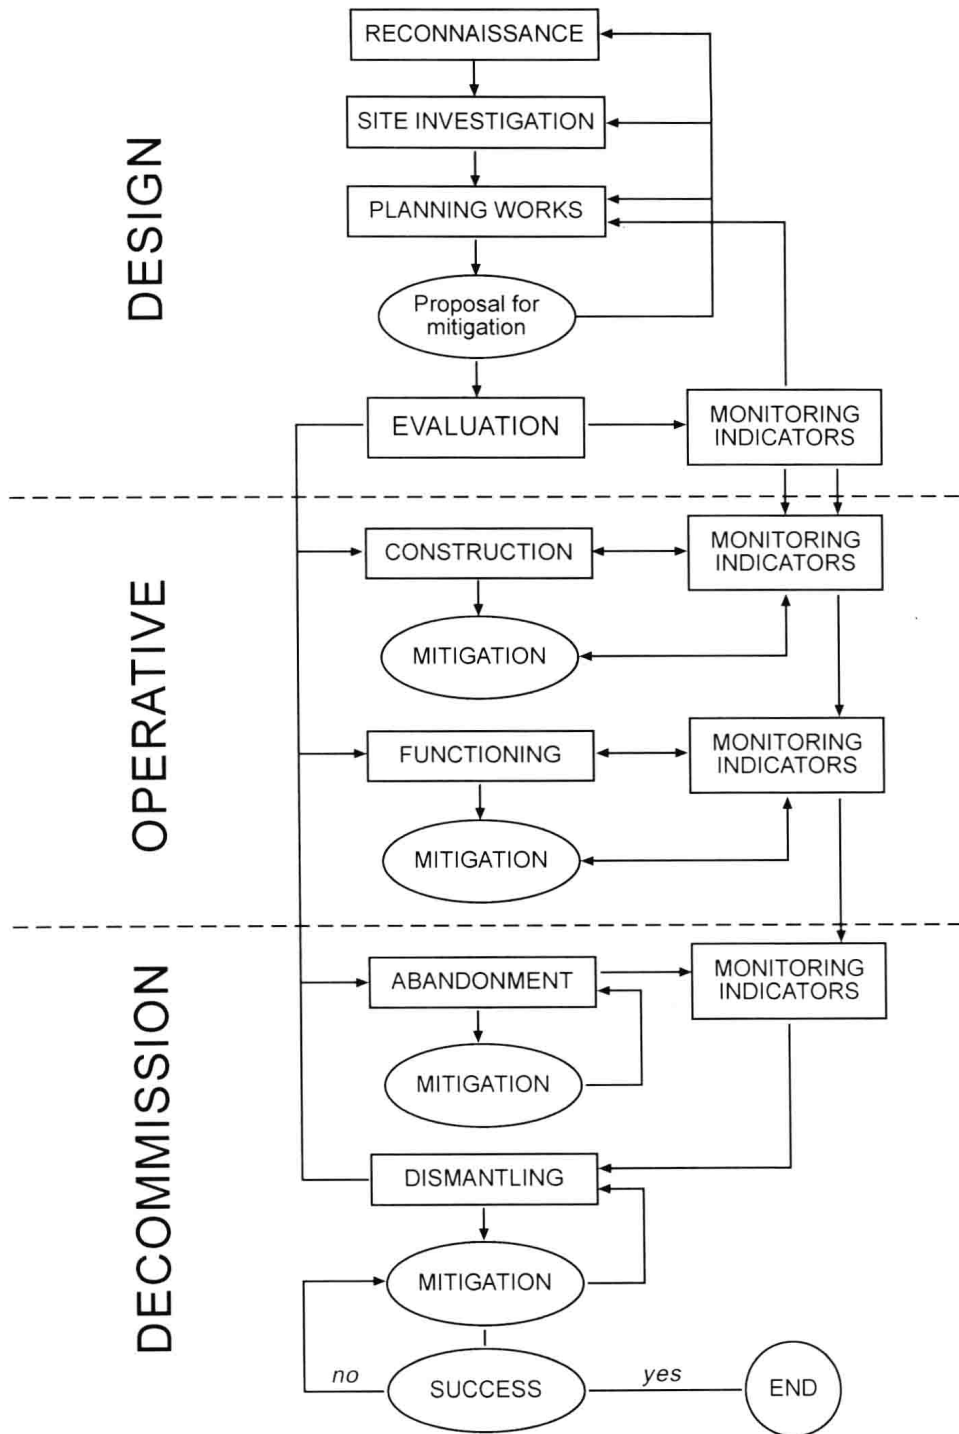 DESIGN
RECONNAISSANCE
SITE INVESTIGATION
PLANNING WORKS
Proposal for
mitigation
EVALUATION
MONITORING
INDICATORS
OPERATIVE
CONSTRUCTION
MONITORING
INDICATORS
MITIGATION
FUNCTIONING
MONITORING
INDICATORS
MITIGATION
DECOMMISSION
ABANDONMENT
MONITORING
INDICATORS
MITIGATION
DISMANTLING
MITIGATION
no
SUCCESS
yes
END